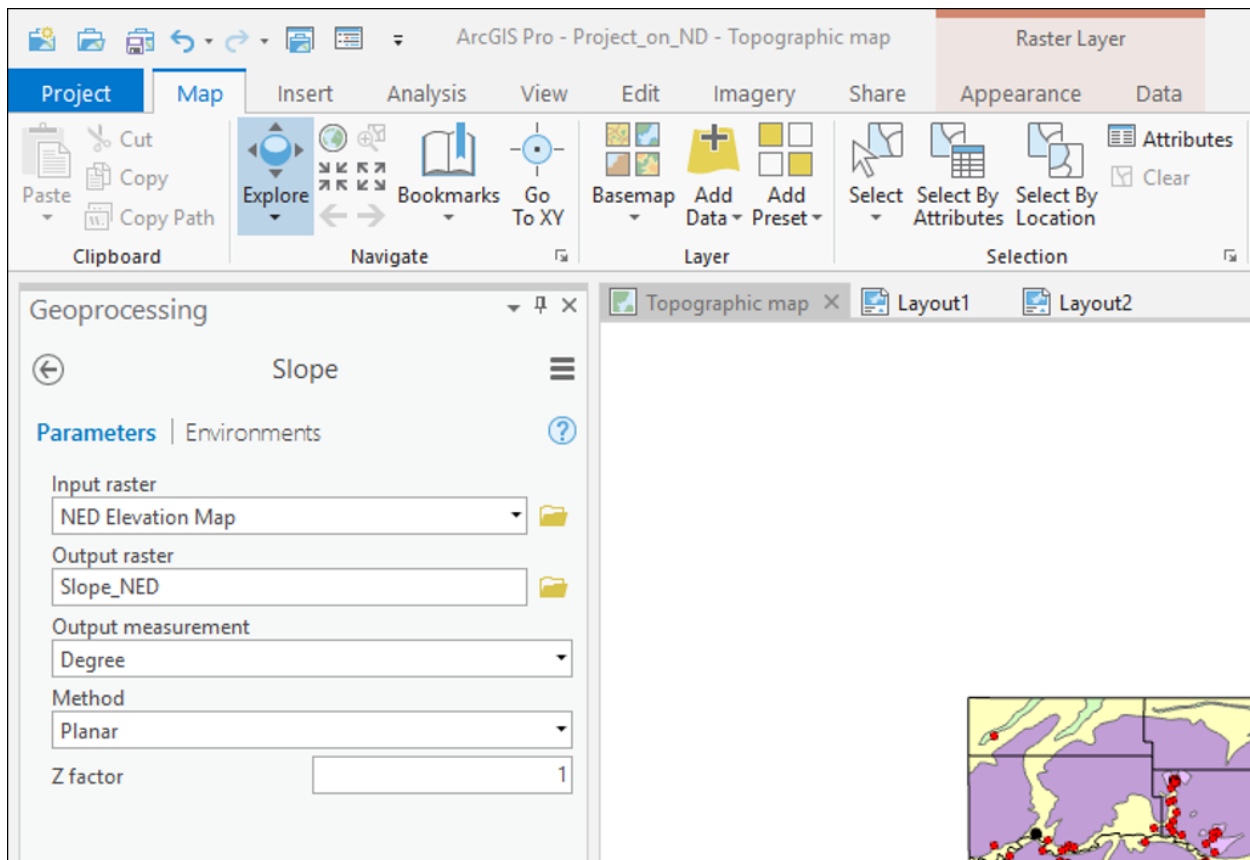 ArcGIS Pro - Project_on_ND - Topographic map
Raster Layer
Project Map Insert Analysis View Edit Imagery Share Appearance Data
Paste
Cut
Copy
Copy Path
Clipboard
Explore
Bookmarks
Go
To XY
Navigate
Basemap
Add
Data
Add
Preset
Layer
Select
Select By
Attributes
Select By
Location
Attributes
Clear
Selection
Geoprocessing
Slope
Parameters | Environments
Input raster
NED Elevation Map
Output raster
Slope_NED
Output measurement
Degree
Method
Planar
Z factor 1
Topographic map Layout1 Layout2